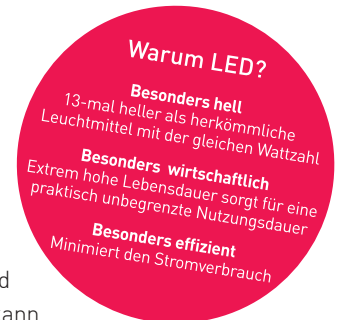 Warum LED?
Besonders hell
13-mal heller als herkömmliche
Leuchtmittel mit der gleichen Wattzahl
Besonders wirtschaftlich
Extrem hohe Lebensdauer sorgt für eine
praktisch unbegrenzte Nutzungsdauer
Besonders effizient
Minimiert den Stromverbrauch